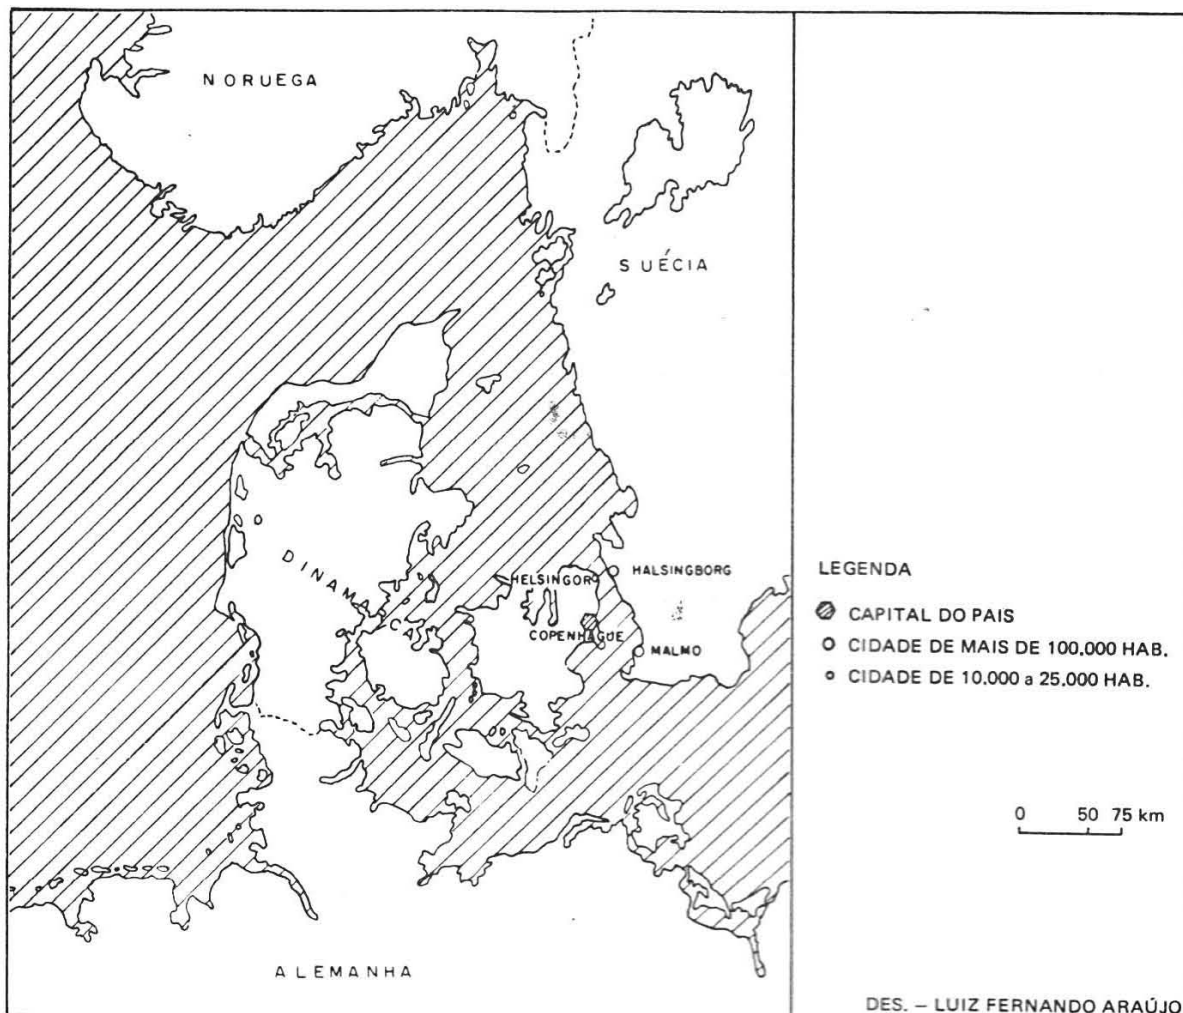 NORUEGA
SUÉCIA
DINAMARCA
HELSINGOR
HALSINGBORG
COPENHAGUE
MALMO
ALEMANHA
LEGENDA
CAPITAL DO PAIS
CIDADE DE MAIS DE 100.000 HAB.
CIDADE DE 10.000 a 25.000 HAB.
0 50 75 km
DES. – LUIZ FERNANDO ARAÚJO